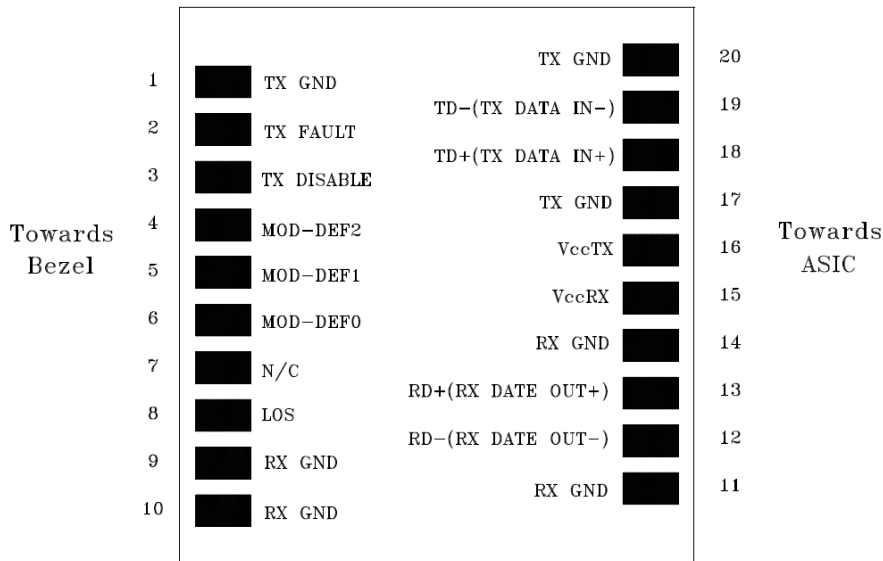 Towards
Bezel
1 TX GND
2 TX FAULT
3 TX DISABLE
4 MOD-DEF2
5 MOD-DEF1
6 MOD-DEF0
7 N/C
8 LOS
9 RX GND
10 RX GND
TX GND 20
TD-(TX DATA IN-) 19
TD+(TX DATA IN+) 18
TX GND 17
VccTX 16
VccRX 15
RX GND 14
RD+(RX DATE OUT+) 13
RD-(RX DATE OUT-) 12
RX GND 11
Towards
ASIC